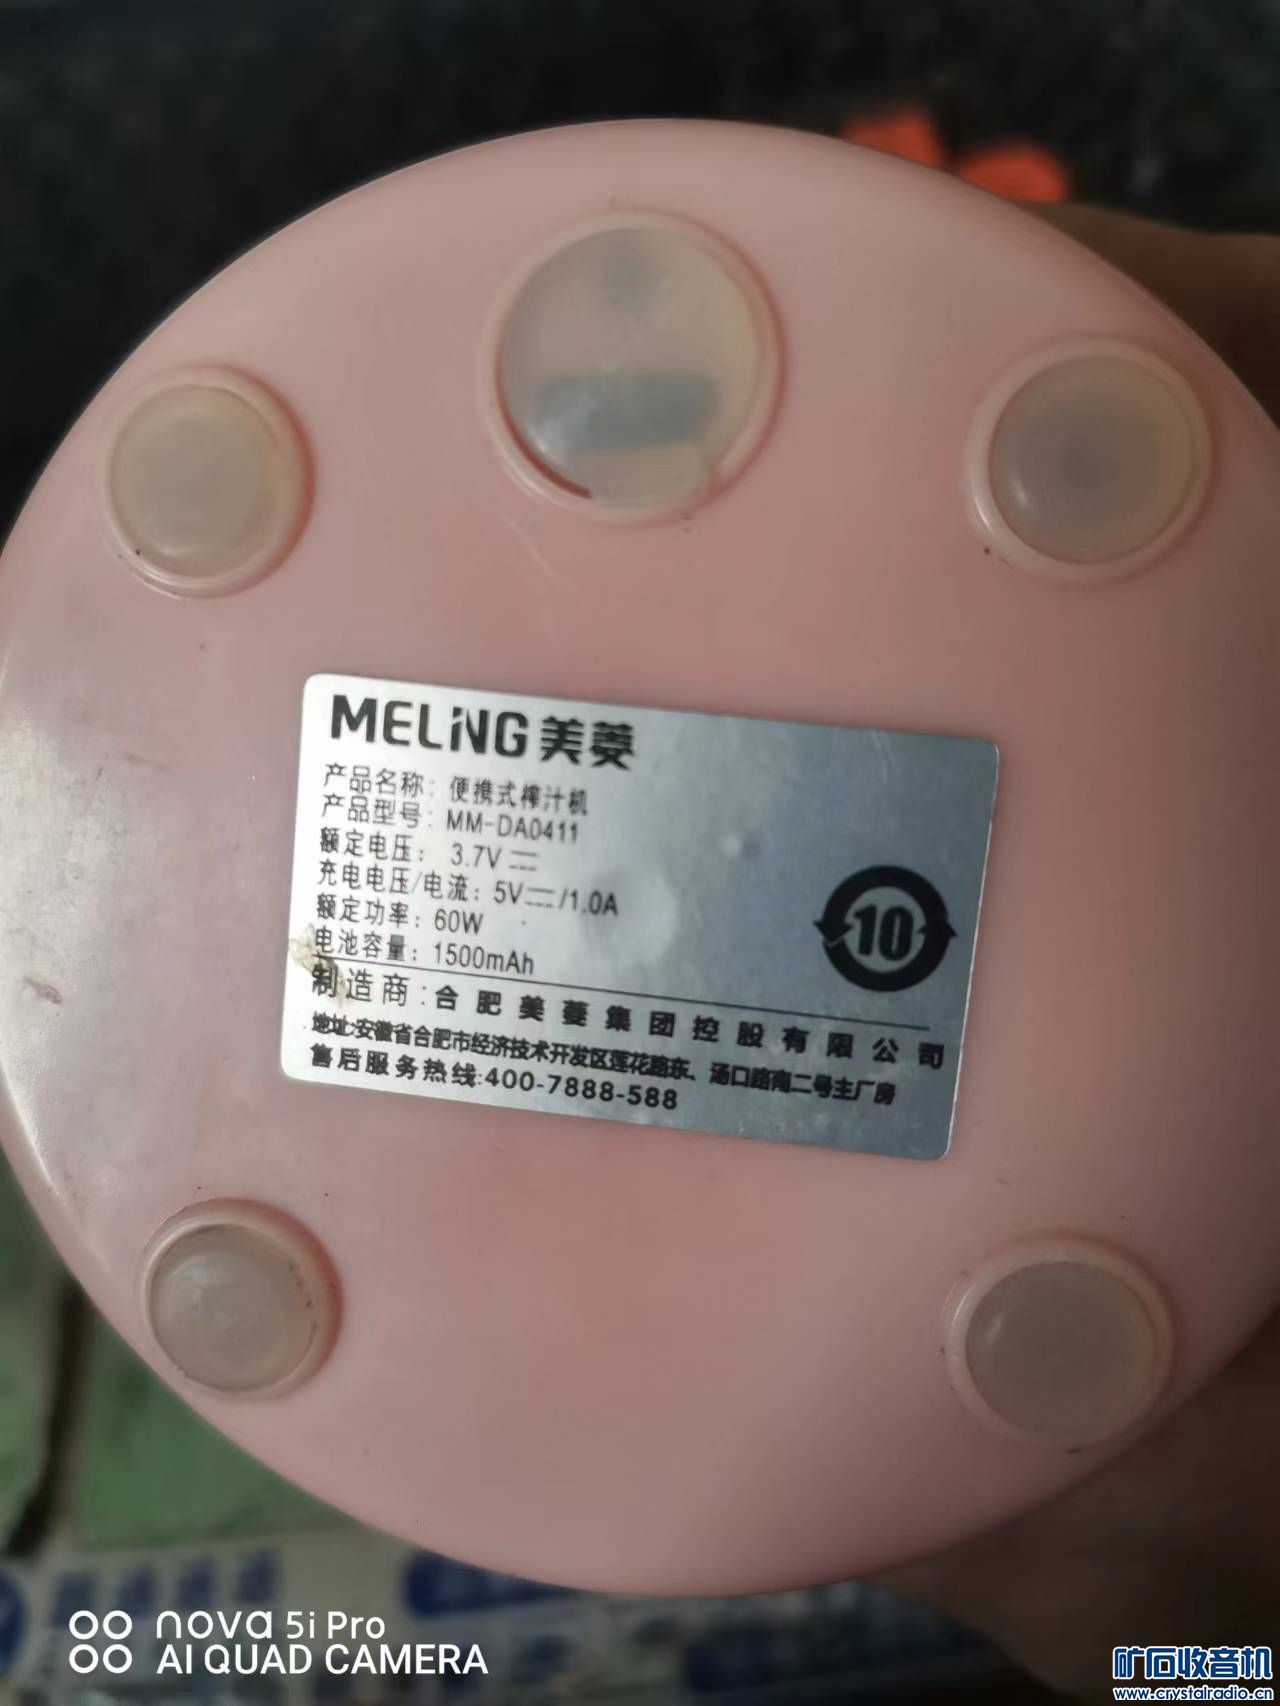 MELING美菱
产品名称：便携式榨汁机
产品型号：MM-DA0411
额定电压：3.7V⎓
充电电压/电流：5V⎓/1.0A
额定功率：60W
电池容量：1500mAh
10
制造商：合肥美菱集团控股有限公司
地址:安徽省合肥市经济技术开发区莲花路东、汤口路南二号主厂房
售后服务热线:400-7888-588
nova 5i Pro
AI QUAD CAMERA
矿石收音机
www.crystalradio.cn